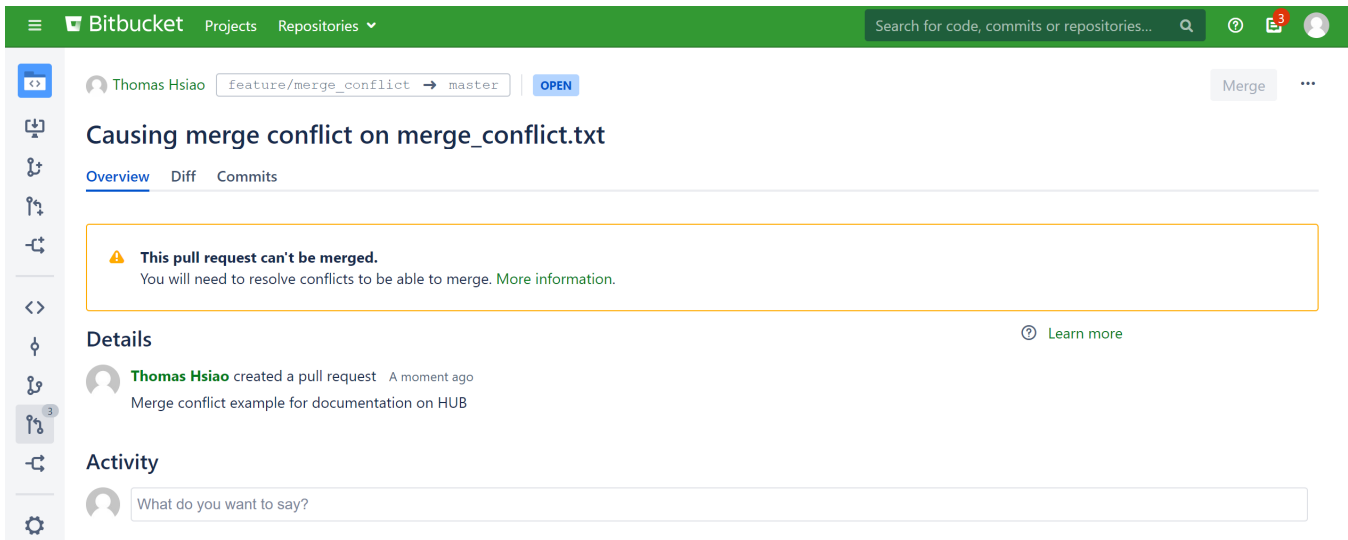 Bitbucket Projects Repositories Search for code, commits or repositories... 3
Thomas Hsiao feature/merge_conflict → master OPEN Merge
Causing merge conflict on merge_conflict.txt
Overview Diff Commits
This pull request can't be merged.
You will need to resolve conflicts to be able to merge. More information.
Details
Learn more
Thomas Hsiao created a pull request A moment ago
Merge conflict example for documentation on HUB
3
Activity
What do you want to say?